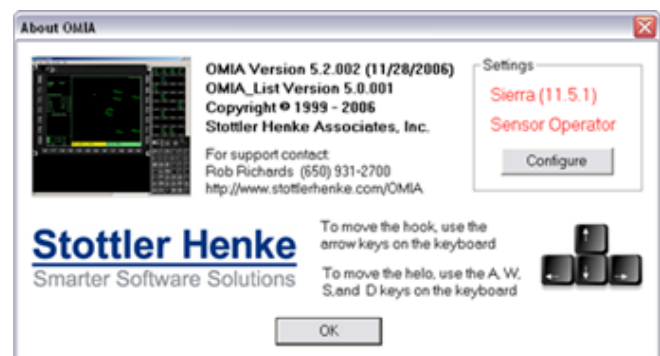 About OMIA
OMIA Version 5.2.002 (11/28/2006)
OMIA_List Version 5.0.001
Copyright © 1999 - 2006
Stottler Henke Associates, Inc.
For support contact:
Rob Richards (650) 931-2700
http://www.stottlerhenke.com/OMIA
Settings
Sierra (11.5.1)
Sensor Operator
Configure
Stottler Henke
Smarter Software Solutions
To move the hook, use the
arrow keys on the keyboard
To move the helo, use the A, W,
S,and D keys on the keyboard
OK